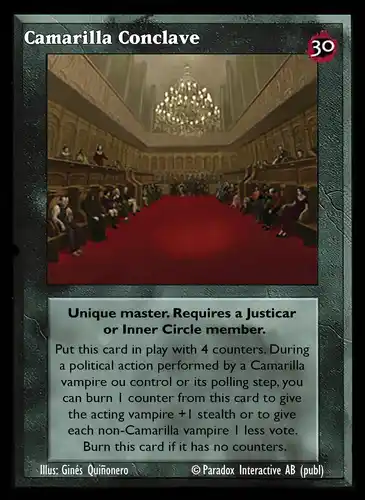 Camarilla Conclave
30
Unique master. Requires a Justicar
or Inner Circle member.
Put this card in play with 4 counters. During
a political action performed by a Camarilla
vampire ou control or its polling step, you
can burn 1 counter from this card to give
the acting vampire +1 stealth or to give
each non-Camarilla vampire 1 less vote.
Burn this card if it has no counters.
Illus: Ginés Quiñonero
© Paradox Interactive AB (publ)